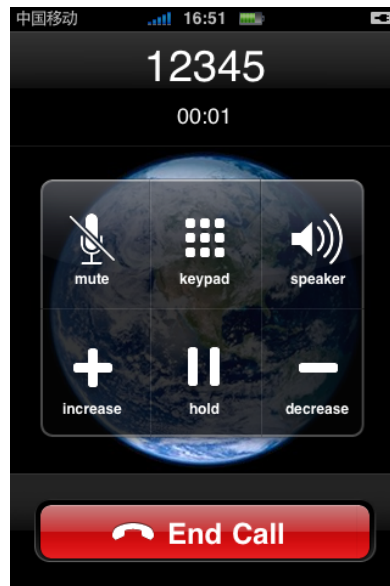 中国移动 16:51
12345
00:01
mute keypad speaker
increase hold decrease
End Call